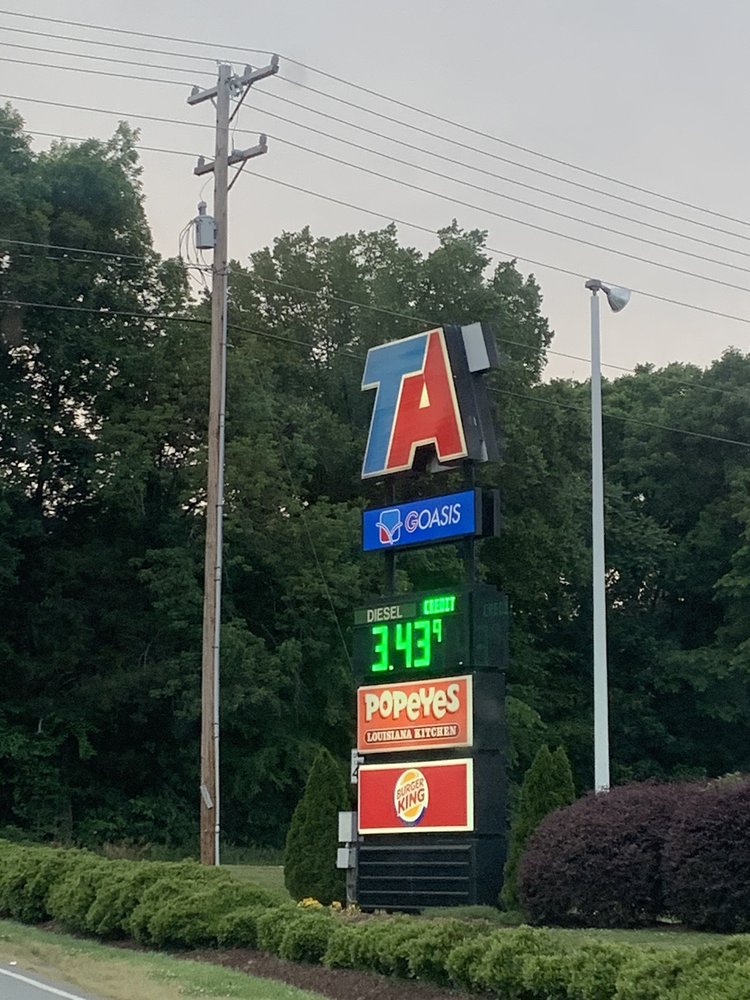 TA
GOASIS
DIESEL CREDIT
3.43⁹
POPEYES
LOUISIANA KITCHEN
BURGER
KING